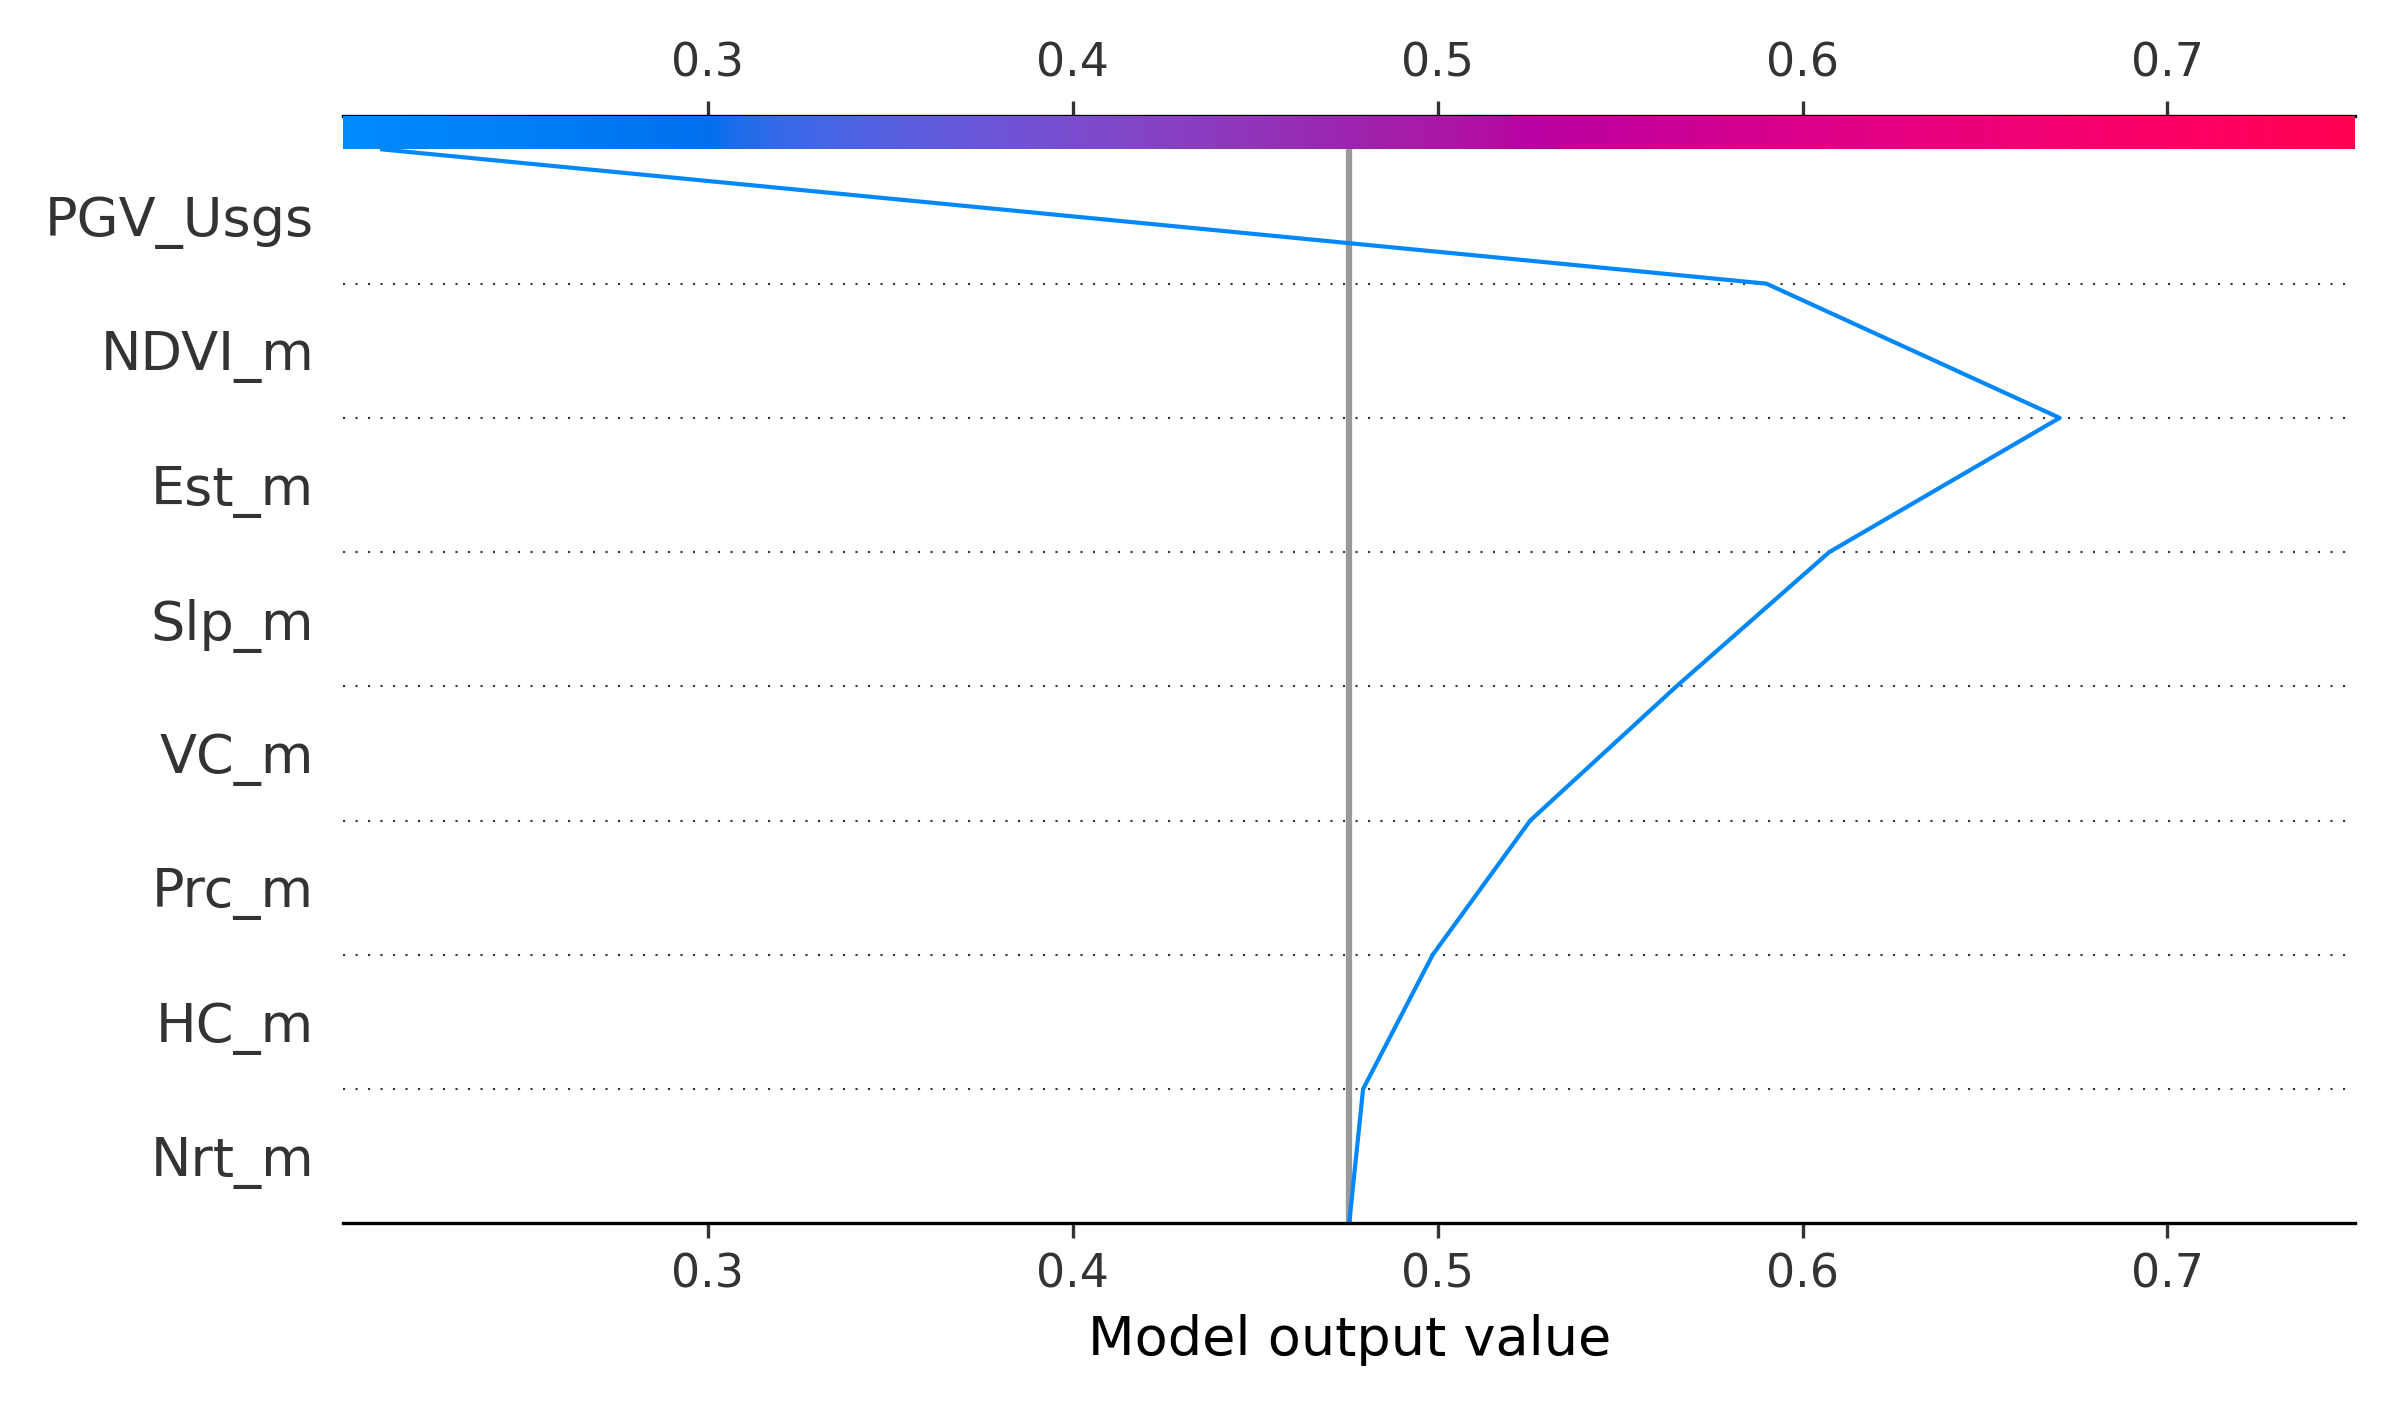 0.3 0.4 0.5 0.6 0.7
PGV_Usgs
NDVI_m
Est_m
Slp_m
VC_m
Prc_m
HC_m
Nrt_m
0.3 0.4 0.5 0.6 0.7
Model output value